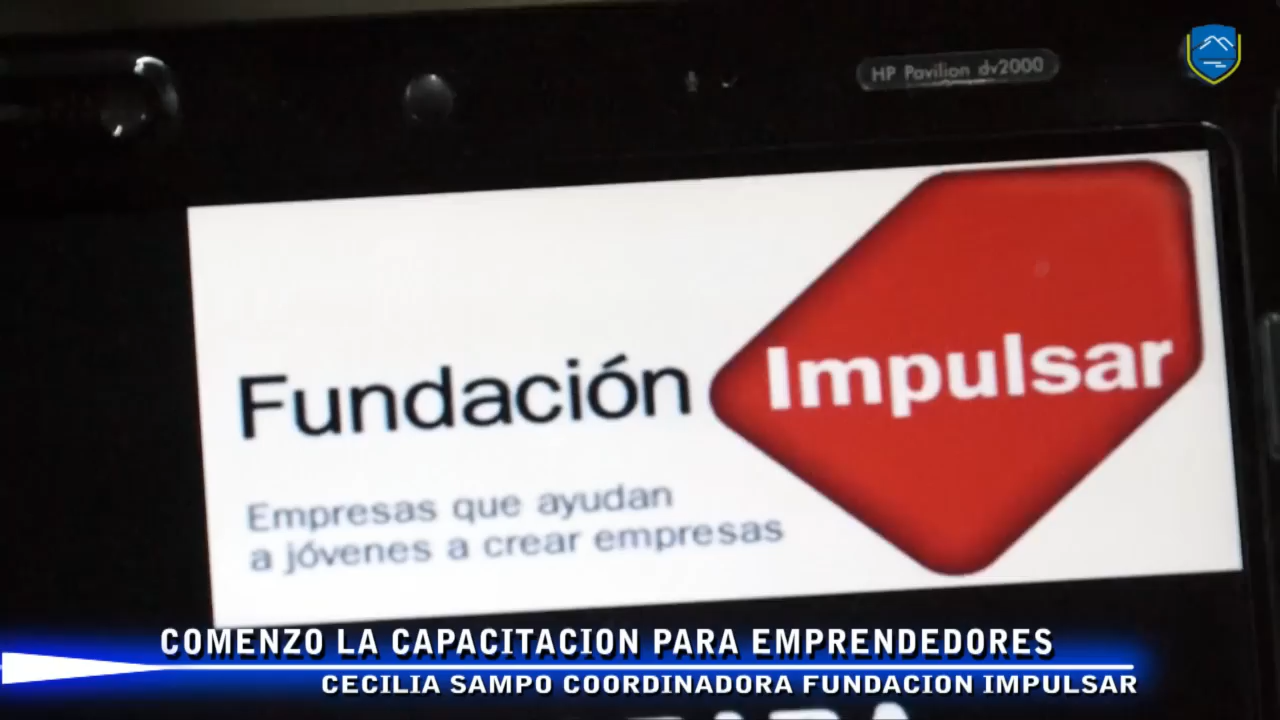 HP Pavilion dv2000
Fundación Impulsar
Empresas que ayudan
a jóvenes a crear empresas
COMENZO LA CAPACITACION PARA EMPRENDEDORES
CECILIA SAMPO COORDINADORA FUNDACION IMPULSAR